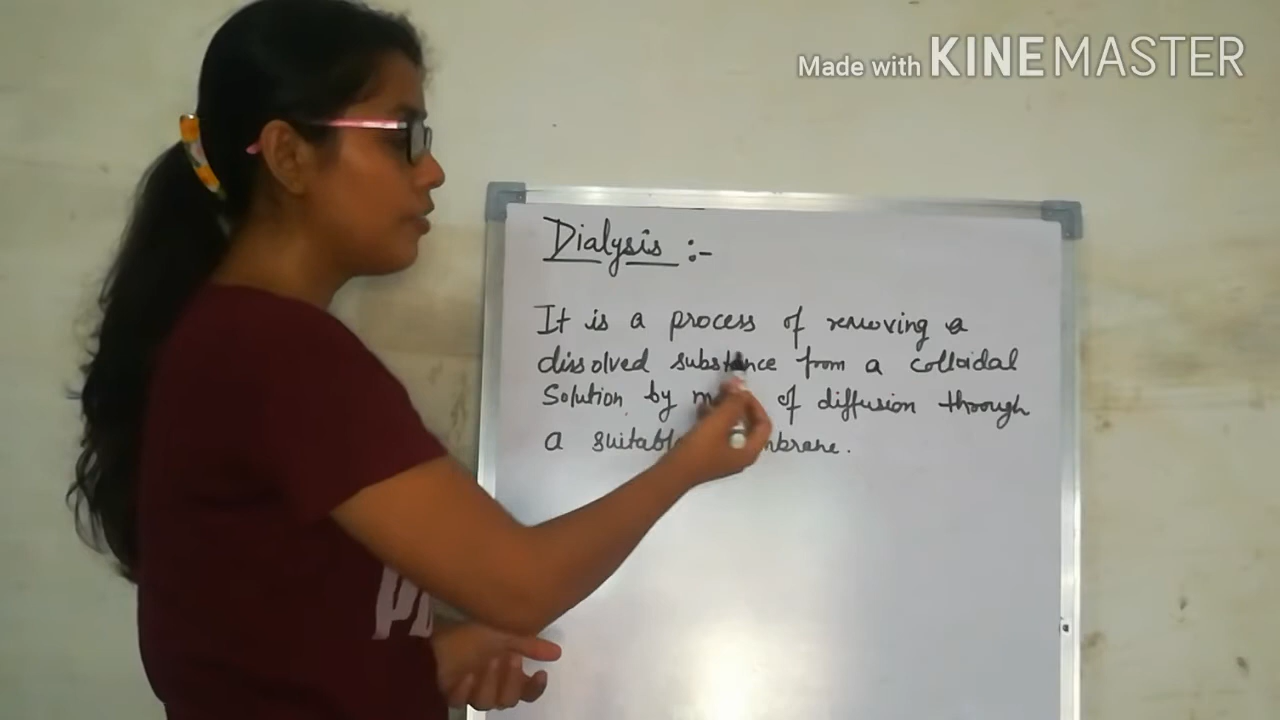 Made with KINEMASTER
Dialysis :-
It is a process of removing a
dissolved substance from a colloidal
Solution by of diffusion through
a